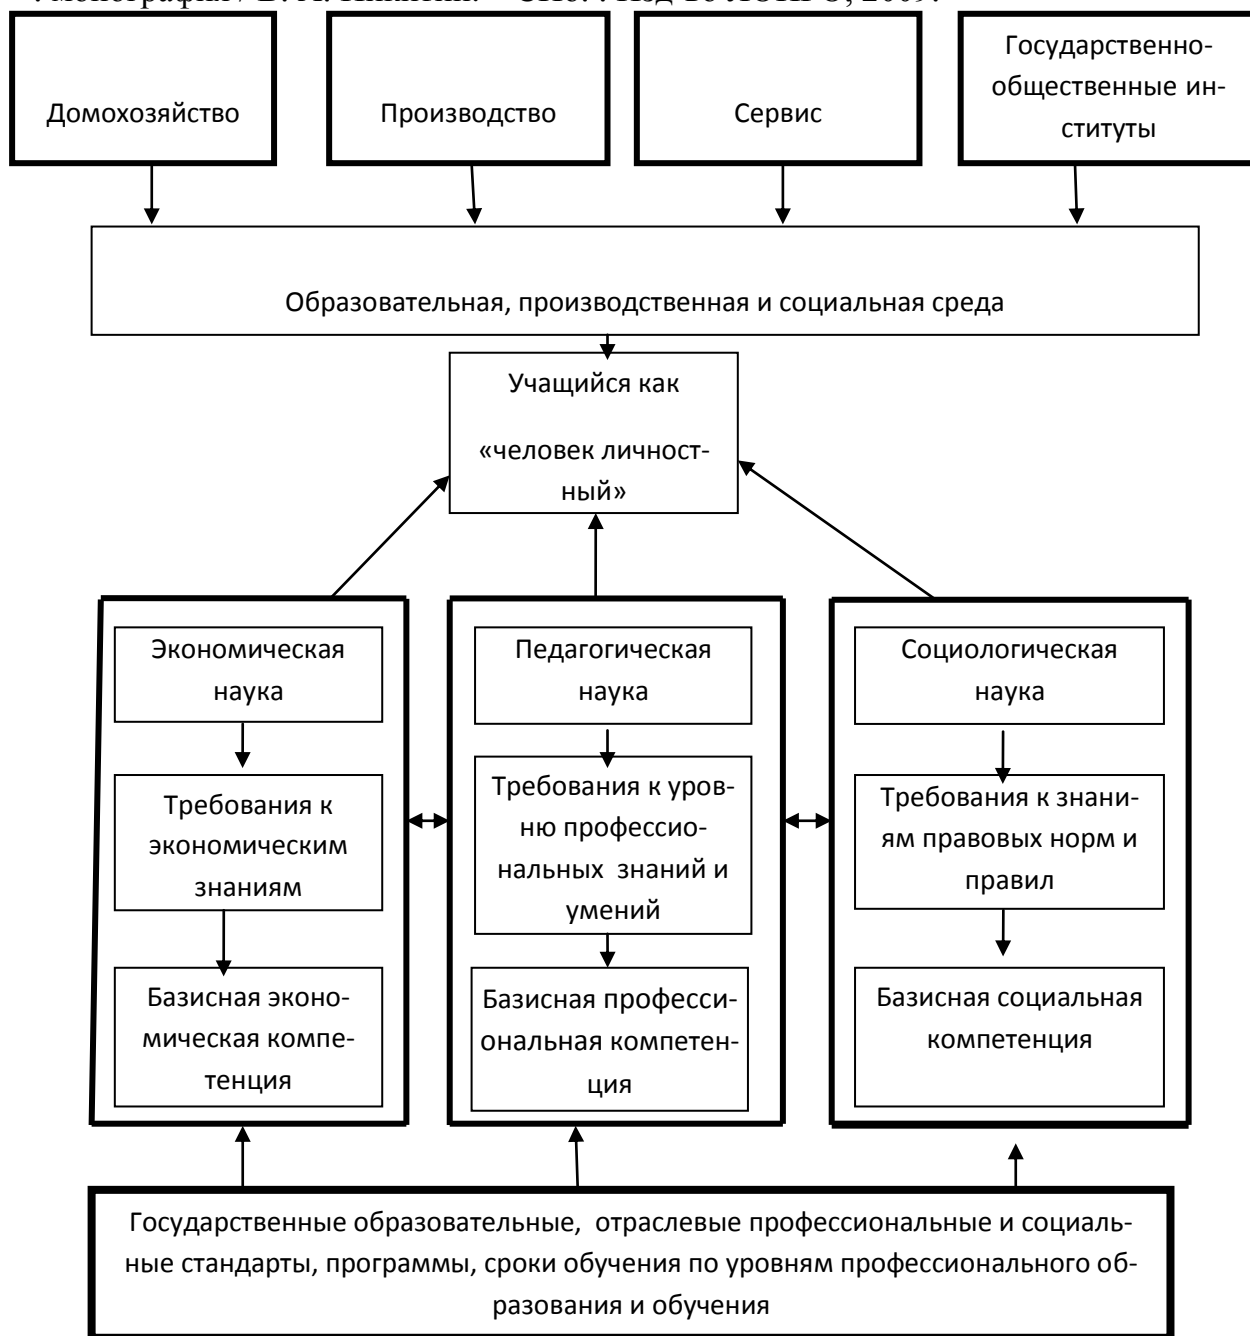 2009.
Домохозяйство
Производство
Сервис
Государственно-
общественные ин-
ституты
Образовательная, производственная и социальная среда
Учащийся как
«человек личност-
ный»
Экономическая
наука
Педагогическая
наука
Социологическая
наука
Требования к
экономическим
знаниям
Требования к уров-
ню профессио-
нальных знаний и
умений
Требования к знани-
ям правовых норм и
правил
Базисная эконо-
мическая компе-
тенция
Базисная професси-
ональная компетен-
ция
Базисная социальная
компетенция
Государственные образовательные, отраслевые профессиональные и социаль-
ные стандарты, программы, сроки обучения по уровням профессионального об-
разования и обучения